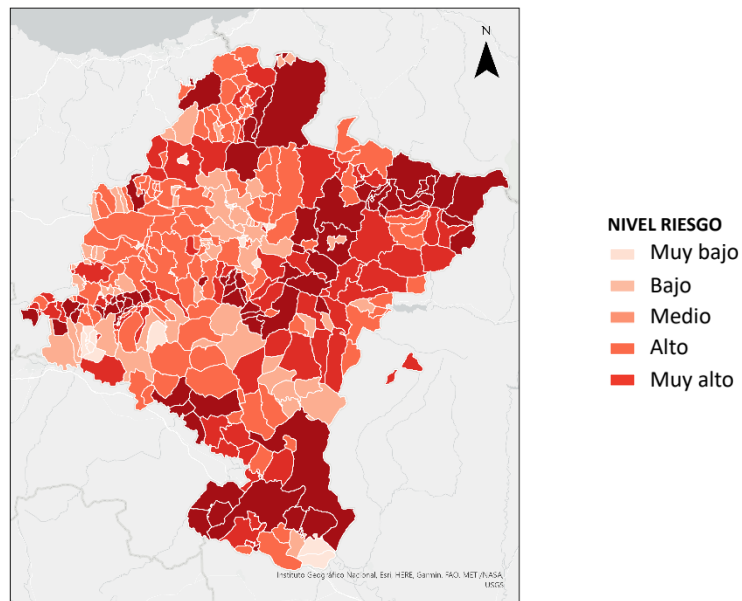 N
NIVEL RIESGO
Muy bajo
Bajo
Medio
Alto
Muy alto
Instituto Geográfico Nacional, Esri, HERE, Garmin, FAO, METI/NASA,
USGS